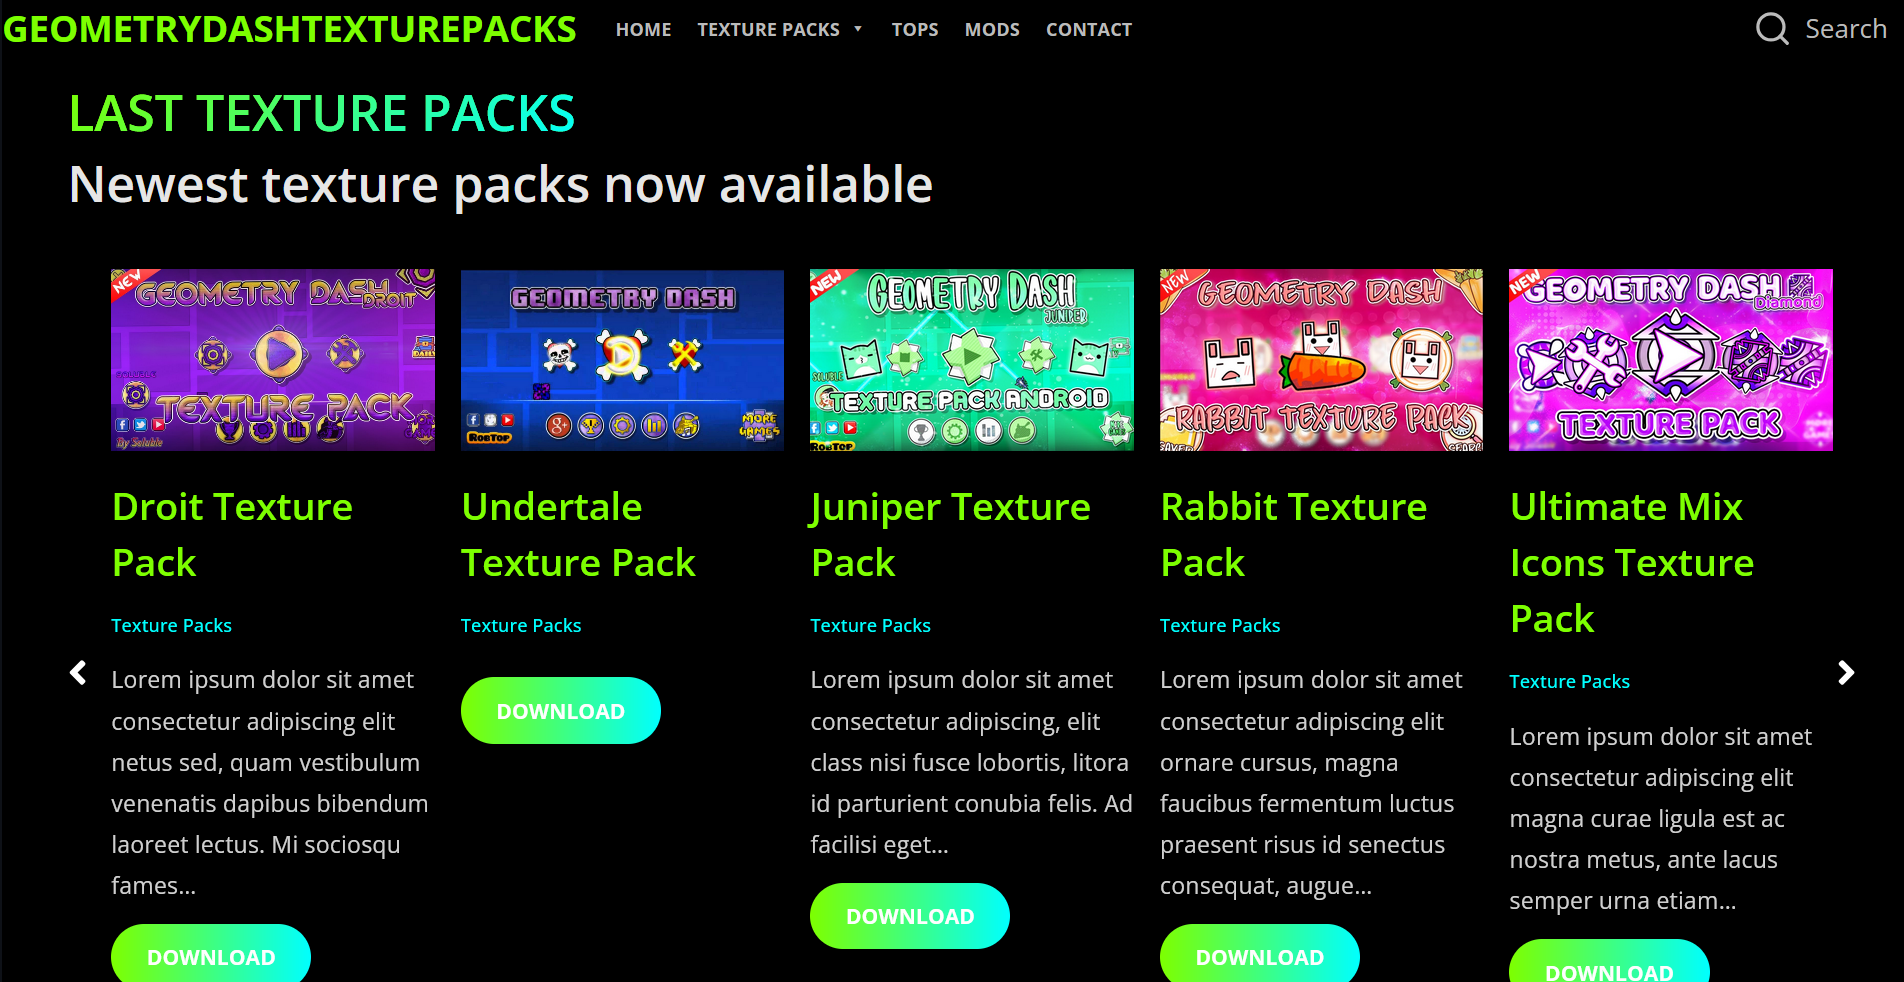 GEOMETRYDASHTEXTUREPACKS
HOME TEXTURE PACKS TOPS MODS CONTACT
Search
LAST TEXTURE PACKS
Newest texture packs now available
NEW
GEOMETRY DASH
DROIT
DAILY
SOLUBLE
TEXTURE PACK
By Soluble
Droit Texture
Pack
Texture Packs
Lorem ipsum dolor sit amet
consectetur adipiscing elit
netus sed, quam vestibulum
venenatis dapibus bibendum
laoreet lectus. Mi sociosqu
fames...
DOWNLOAD
GEOMETRY DASH
ROBTOP
MORE
GAMES
Undertale
Texture Pack
Texture Packs
DOWNLOAD
NEW
GEOMETRY DASH
JUNIPER
SOLUBLE
TEXTURE PACK ANDROID
ROBTOP
Juniper Texture
Pack
Texture Packs
Lorem ipsum dolor sit amet
consectetur adipiscing, elit
class nisi fusce lobortis, litora
id parturient conubia felis. Ad
facilisi eget...
DOWNLOAD
NEW
GEOMETRY DASH
RABBIT TEXTURE PACK
Rabbit Texture
Pack
Texture Packs
Lorem ipsum dolor sit amet
consectetur adipiscing elit
ornare cursus, magna
faucibus fermentum luctus
praesent risus id senectus
consequat, augue...
DOWNLOAD
NEW
GEOMETRY DASH
Diamond
TEXTURE PACK
Ultimate Mix
Icons Texture
Pack
Texture Packs
Lorem ipsum dolor sit amet
consectetur adipiscing elit
magna curae ligula est ac
nostra metus, ante lacus
semper urna etiam...
DOWNLOAD